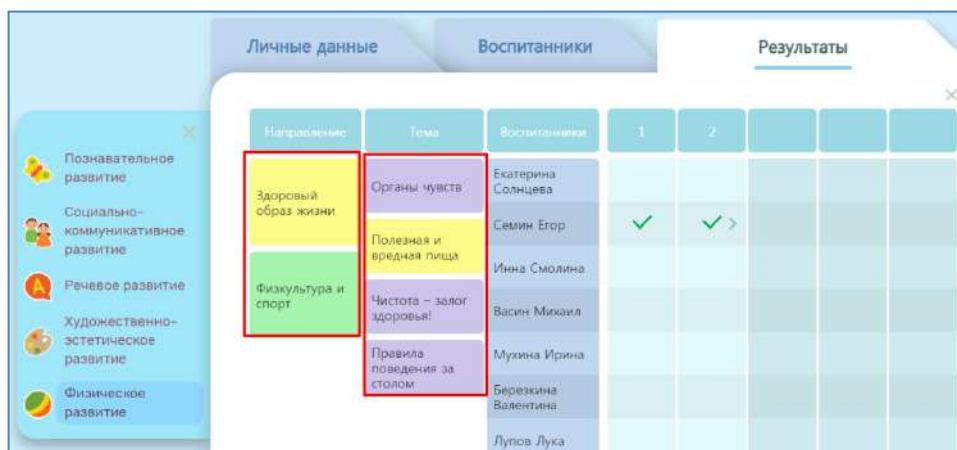 Личные данные
Воспитанники
Результаты
Познавательное
развитие
Социально-
коммуникативное
развитие
Речевое развитие
Художественно-
эстетическое
развитие
Физическое
развитие
Направление
Тема
Воспитанники
1
2
Здоровый
образ жизни
Физкультура и
спорт
Органы чувств
Полезная и
вредная пища
Чистота – залог
здоровья!
Правила
поведения за
столом
Екатерина
Солнцева
Семин Егор
Инна Смолина
Васин Михаил
Мухина Ирина
Березкина
Валентина
Лупов Лука